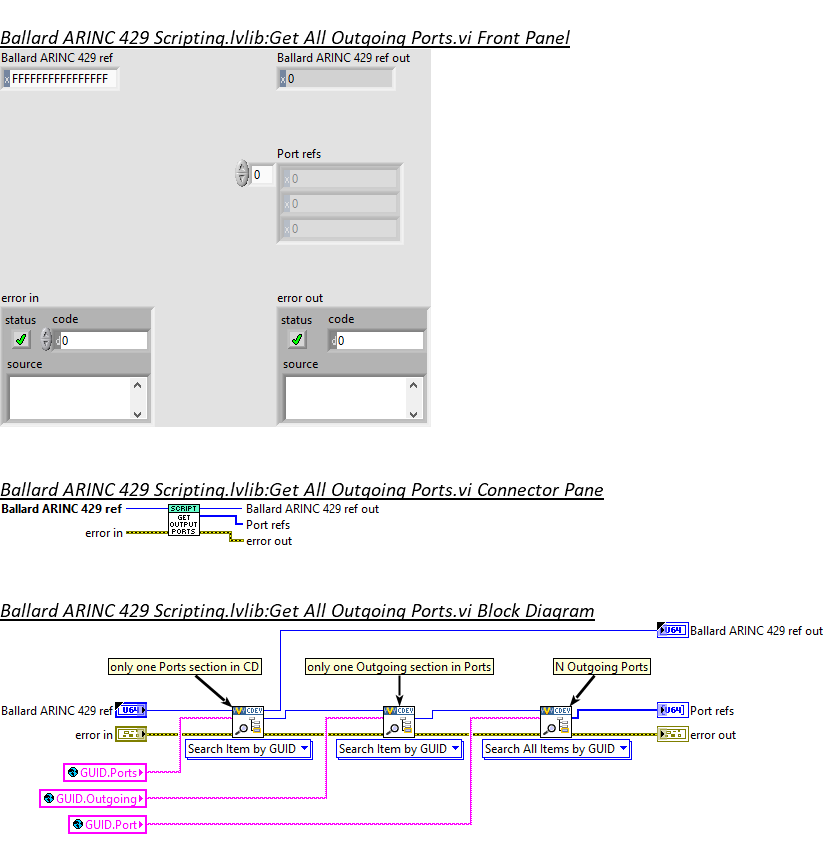 Ballard ARINC 429 Scripting.lvlib:Get All Outgoing Ports.vi Front Panel
Ballard ARINC 429 ref Ballard ARINC 429 ref out
x FFFFFFFFFFFFFFFF x 0
Port refs
0 x 0
x 0
x 0
error in error out
status code status code
d 0 d 0
source source
Ballard ARINC 429 Scripting.lvlib:Get All Outgoing Ports.vi Connector Pane
Ballard ARINC 429 ref SCRIPT Ballard ARINC 429 ref out
GET OUTPUT PORTS Port refs
error in error out
Ballard ARINC 429 Scripting.lvlib:Get All Outgoing Ports.vi Block Diagram
U64 Ballard ARINC 429 ref out
only one Ports section in CD only one Outgoing section in Ports N Outgoing Ports
Ballard ARINC 429 ref U64 CDEV CDEV CDEV U64 Port refs
error in error out
Search Item by GUID Search Item by GUID Search All Items by GUID
GUID.Ports
GUID.Outgoing
GUID.Port